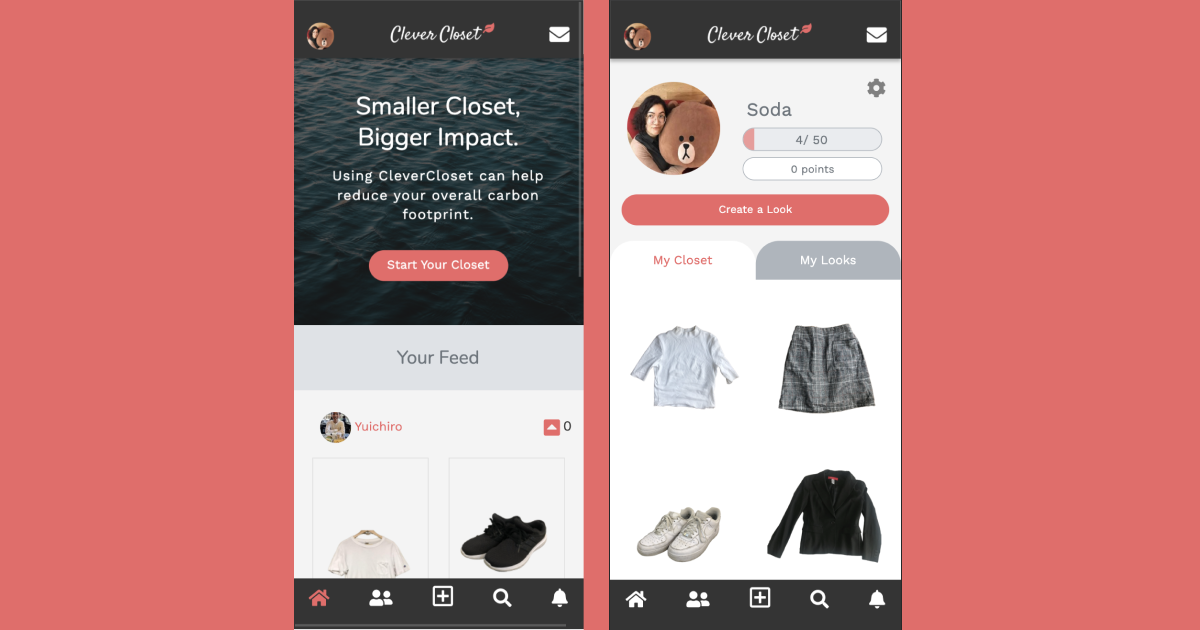 Clever Closet
Smaller Closet,
Bigger Impact.
Using CleverCloset can help
reduce your overall carbon
footprint.
Start Your Closet
Your Feed
Yuichiro
0
Clever Closet
Soda
4/ 50
0 points
Create a Look
My Closet
My Looks